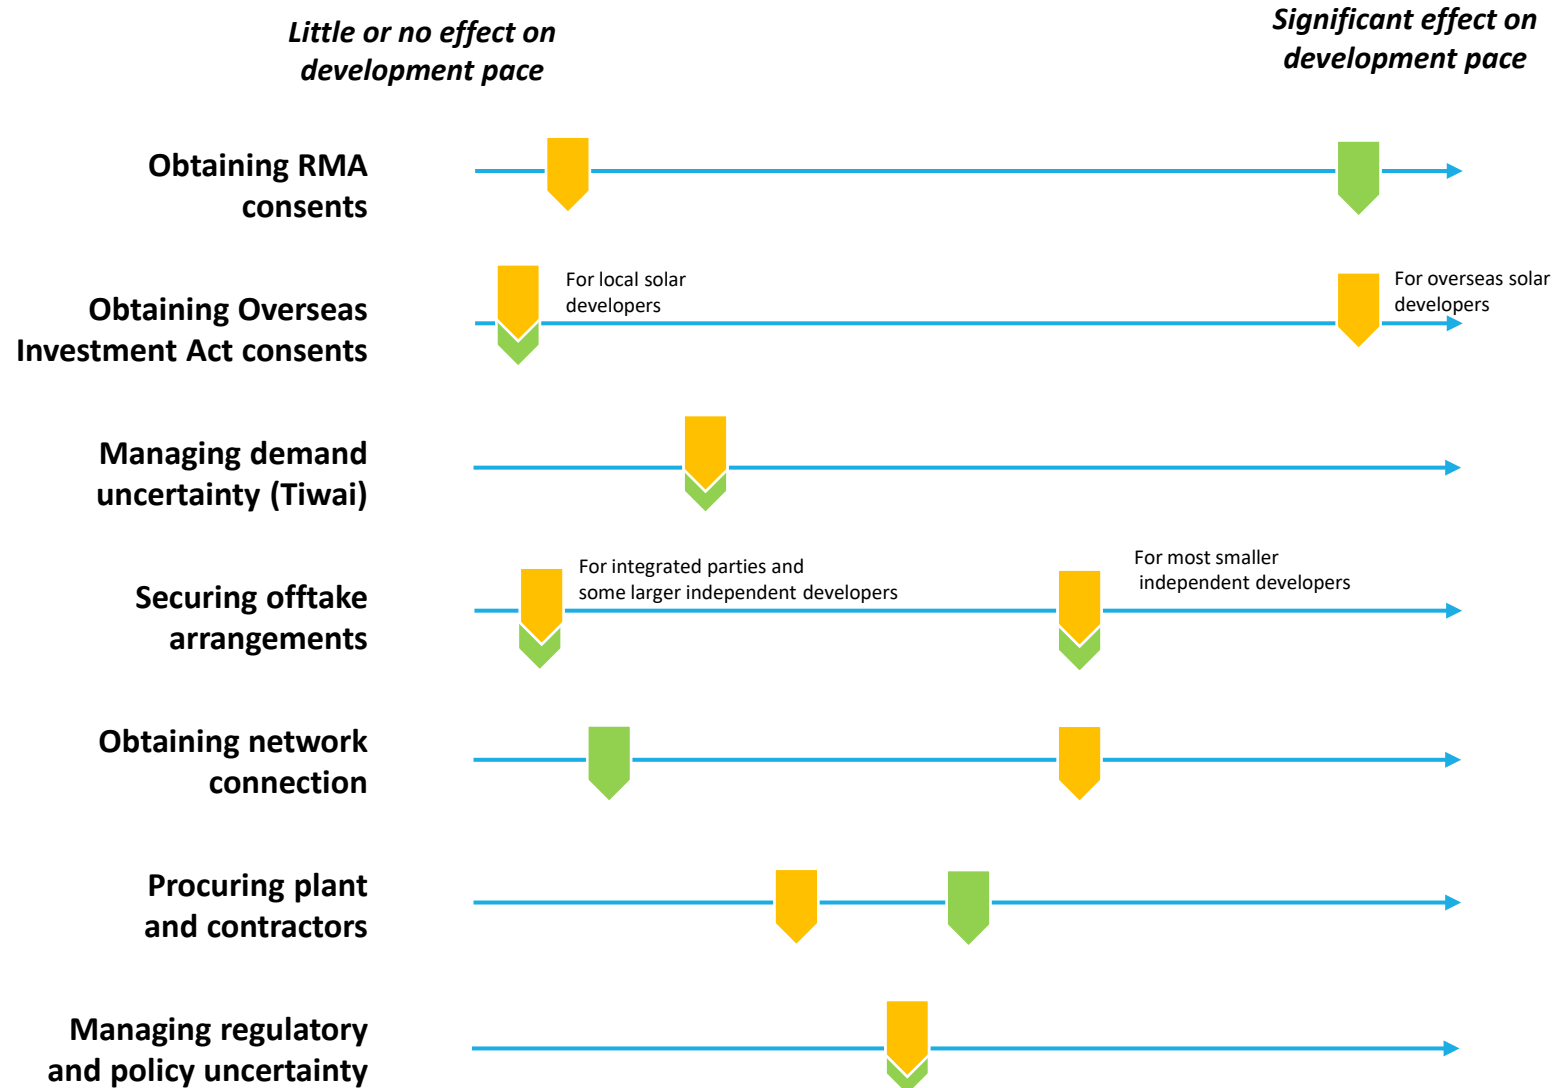 Little or no effect on
development pace
Significant effect on
development pace
Obtaining RMA
consents
Obtaining Overseas
Investment Act consents
For local solar
developers
For overseas solar
developers
Managing demand
uncertainty (Tiwai)
Securing offtake
arrangements
For integrated parties and
some larger independent developers
For most smaller
independent developers
Obtaining network
connection
Procuring plant
and contractors
Managing regulatory
and policy uncertainty